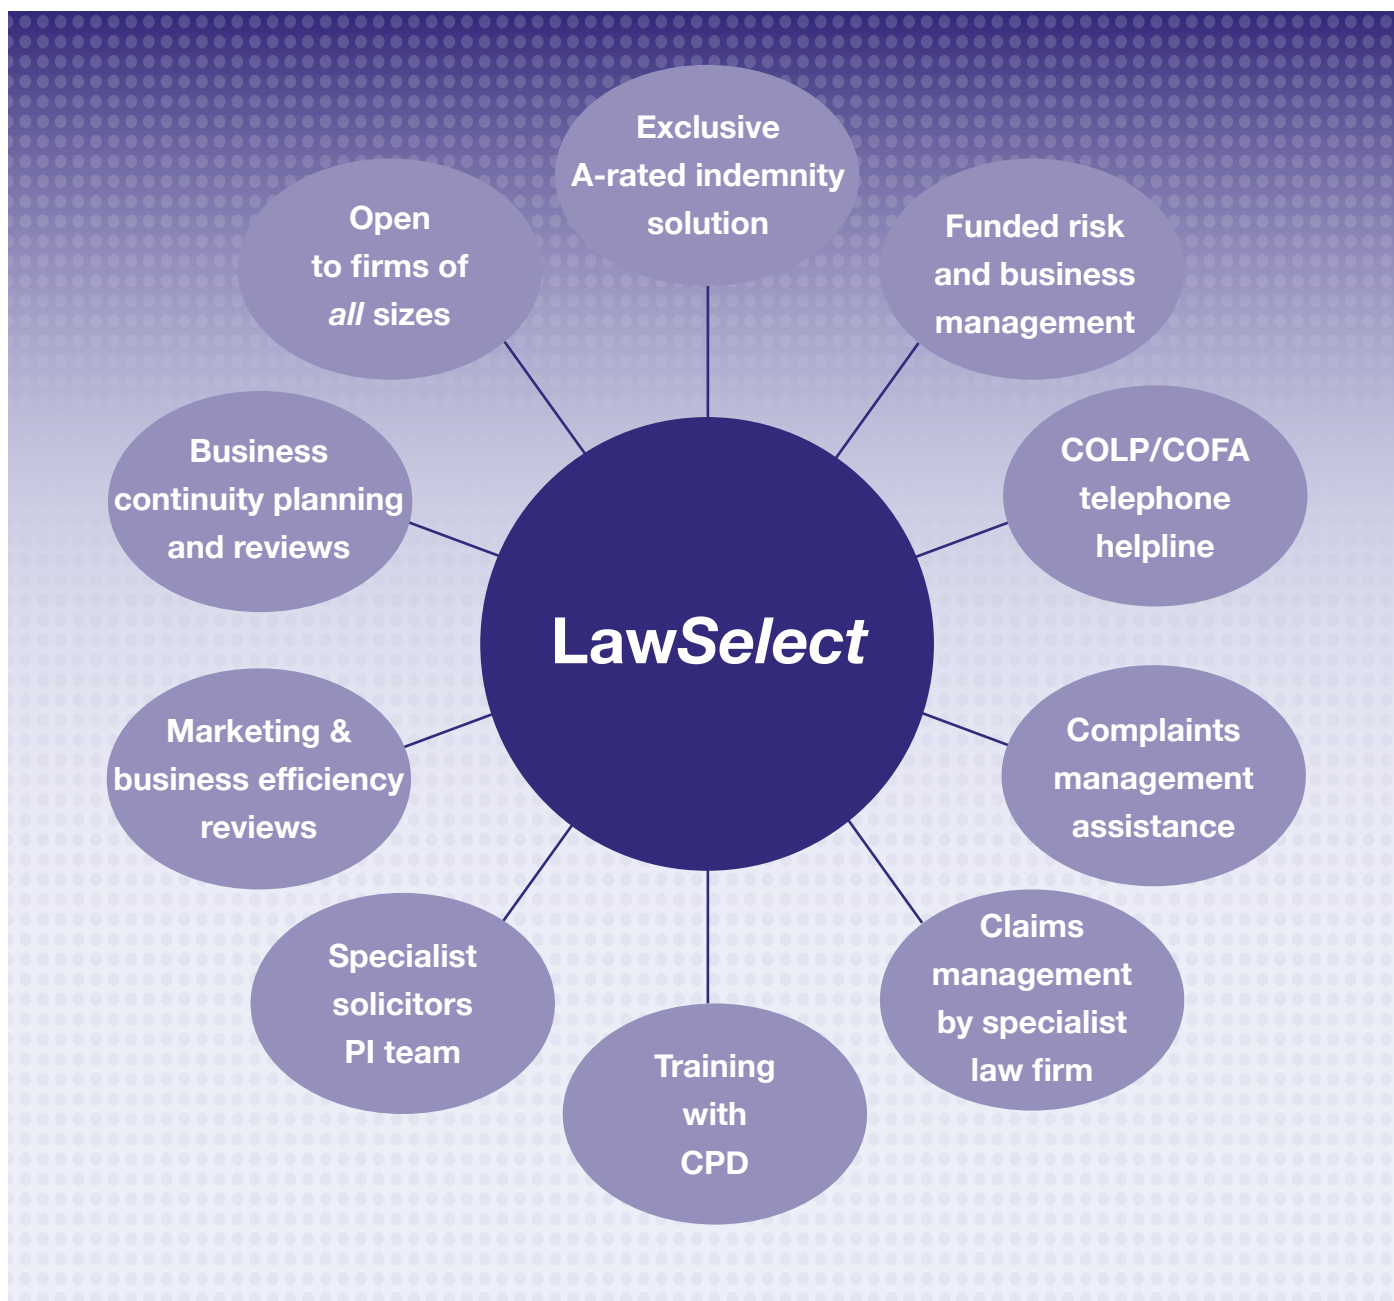 Exclusive
A-rated indemnity
solution
Funded risk
and business
management
COLP/COFA
telephone
helpline
Complaints
management
assistance
Claims
management
by specialist
law firm
Training
with
CPD
Specialist
solicitors
PI team
Marketing &
business efficiency
reviews
Business
continuity planning
and reviews
Open
to firms of
all sizes
LawSelect